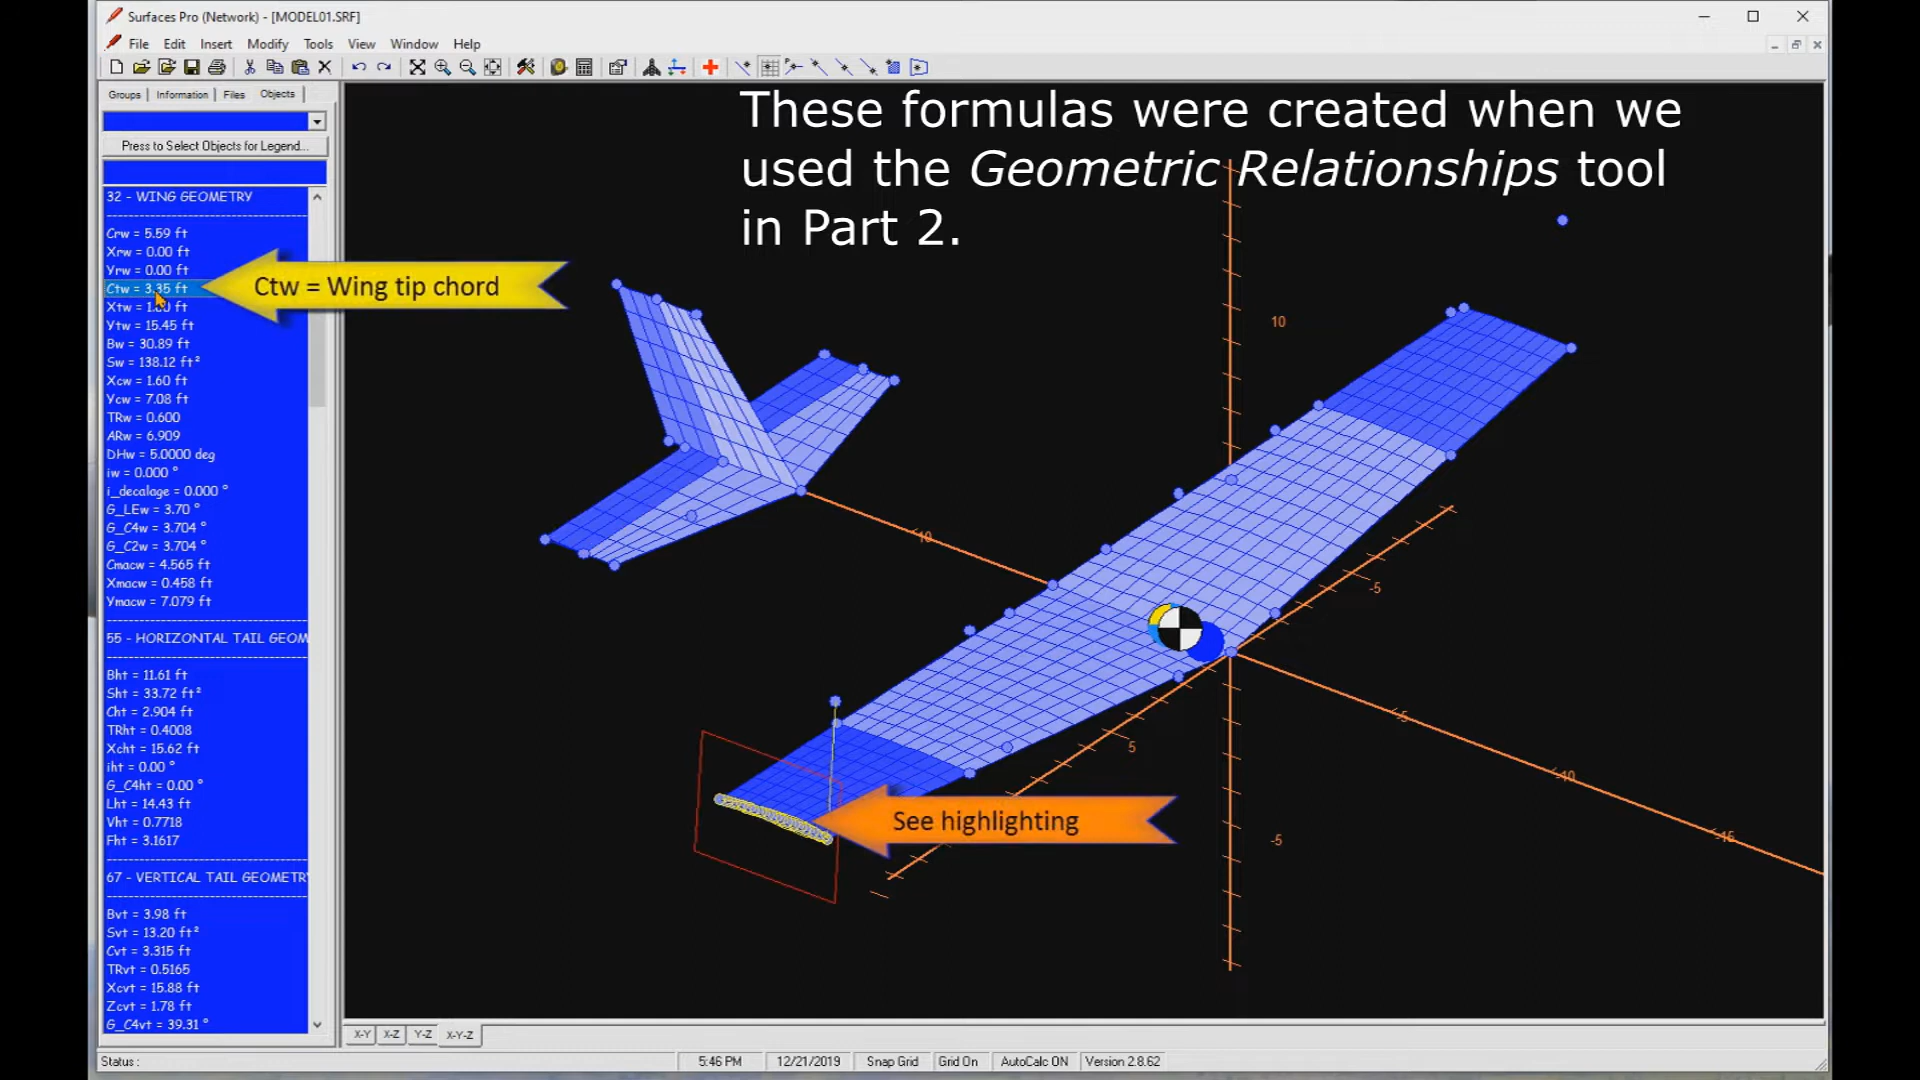 Surfaces Pro (Network) - [MODEL01.SRF]
File Edit Insert Modify Tools View Window Help
Groups Information Files Objects
Press to Select Objects for Legend...
32 - WING GEOMETRY
Crw = 5.59 ft
Xrw = 0.00 ft
Yrw = 0.00 ft
Ctw = 3.35 ft
Ytw = 15.45 ft
Bw = 30.89 ft
Sw = 138.12 ft²
Xcw = 1.60 ft
Ycw = 7.08 ft
TRw = 0.600
ARw = 6.909
DHw = 5.0000 deg
iw = 0.000 °
i_decalage = 0.000 °
G_LEw = 3.70 °
G_C4w = 3.704 °
G_C2w = 3.704 °
Cmacw = 4.565 ft
Xmacw = 0.458 ft
Ymacw = 7.079 ft
55 - HORIZONTAL TAIL GEOM
Bht = 11.61 ft
Sht = 33.72 ft²
Cht = 2.904 ft
TRht = 0.4008
Xcht = 15.62 ft
iht = 0.00 °
G_C4ht = 0.00 °
Lht = 14.43 ft
Vht = 0.7718
Fht = 3.1617
67 - VERTICAL TAIL GEOMETR
Bvt = 3.98 ft
Svt = 13.20 ft²
Cvt = 3.315 ft
TRvt = 0.5165
Xcvt = 15.88 ft
Zcvt = 1.78 ft
G_C4vt = 39.31 °
These formulas were created when we
used the Geometric Relationships tool
in Part 2.
Ctw = Wing tip chord
10
10
-5
5
-5
-10
See highlighting
-5
-15
X-Y X-Z Y-Z X-Y-Z
Status : 5:46 PM 12/21/2019 Snap Grid Grid On AutoCalc ON Version 2.8.62